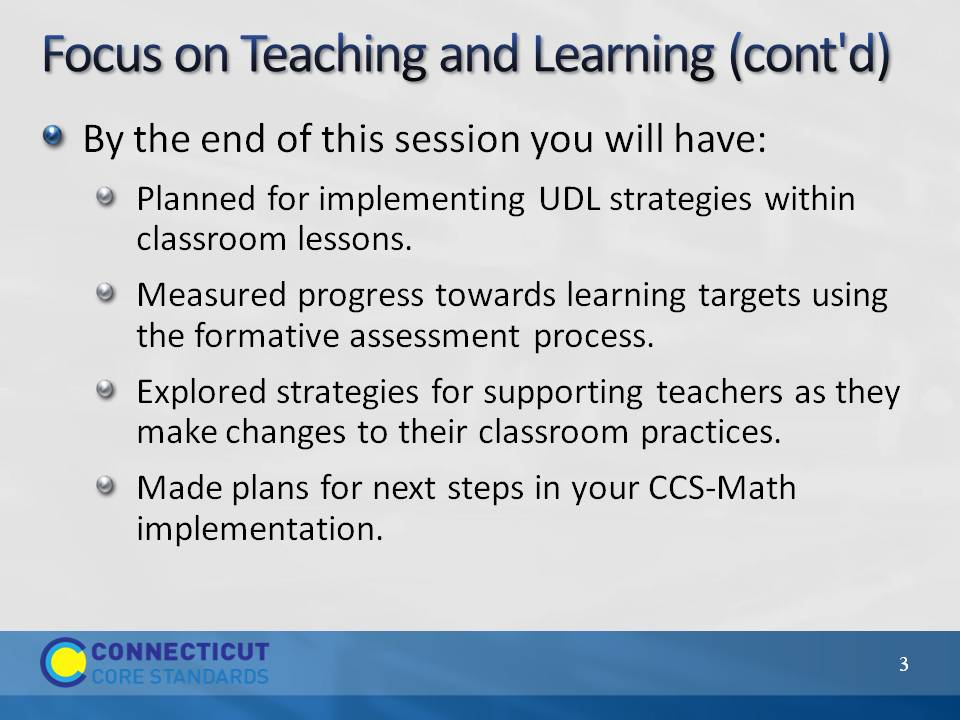 Focus on Teaching and Learning (cont'd)
By the end of this session you will have:
Planned for implementing UDL strategies within
classroom lessons.
Measured progress towards learning targets using
the formative assessment process.
Explored strategies for supporting teachers as they
make changes to their classroom practices.
Made plans for next steps in your CCS-Math
implementation.
CONNECTICUT
CORE STANDARDS
3